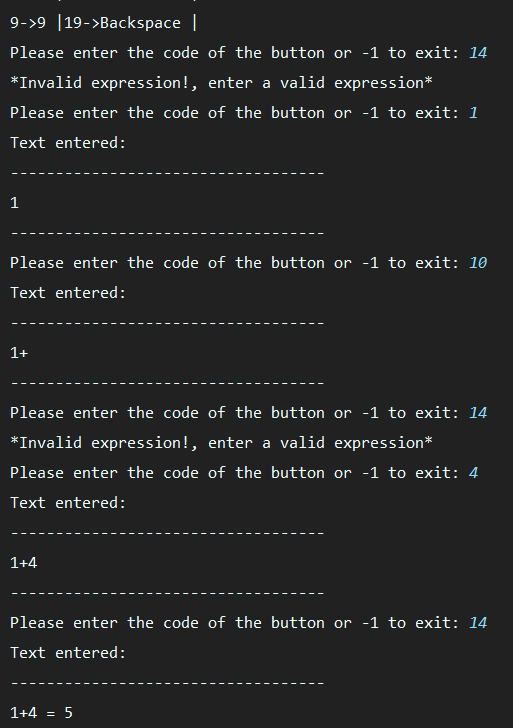 9->9 |19->Backspace |
Please enter the code of the button or -1 to exit: 14
*Invalid expression!, enter a valid expression*
Please enter the code of the button or -1 to exit: 1
Text entered:
-----------------------------------
1
-----------------------------------
Please enter the code of the button or -1 to exit: 10
Text entered:
-----------------------------------
1+
-----------------------------------
Please enter the code of the button or -1 to exit: 14
*Invalid expression!, enter a valid expression*
Please enter the code of the button or -1 to exit: 4
Text entered:
-----------------------------------
1+4
-----------------------------------
Please enter the code of the button or -1 to exit: 14
Text entered:
-----------------------------------
1+4 = 5